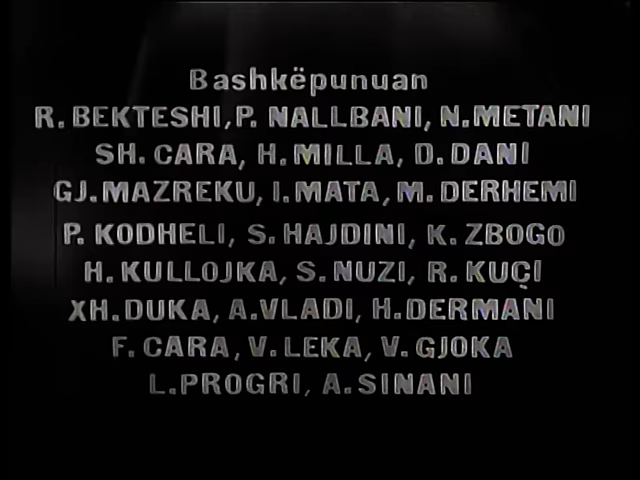 Bashkëpunuan
R. BEKTESHI, P. NALLBANI, N. METANI
SH. CARA, H. MILLA, D. DANI
GJ. MAZREKU, I. MATA, M. DERHEMI
P. KODHELI, S. HAJDINI, K. ZBOGO
H. KULLOJKA, S. NUZI, R. KUÇI
XH. DUKA, A. VLADI, H. DERMANI
F. CARA, V. LEKA, V. GJOKA
L. PROGRI, A. SINANI